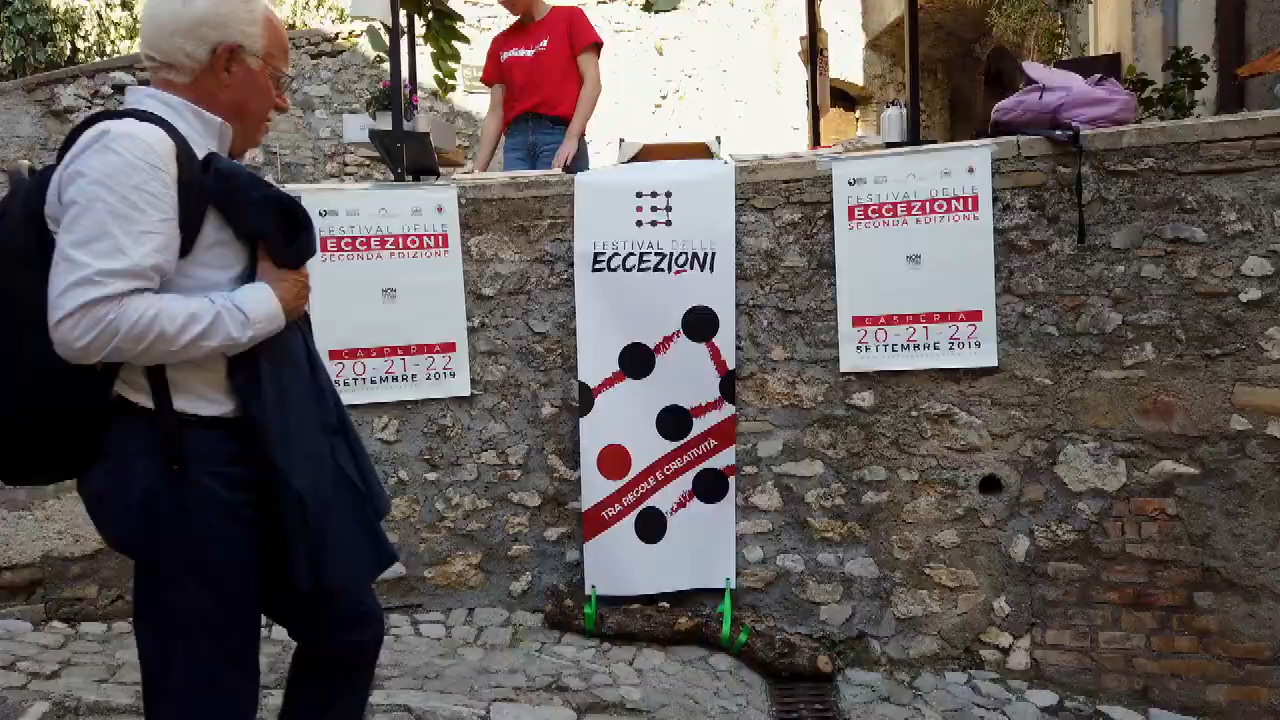 FESTIVAL DELLE
ECCEZIONI
SECONDA EDIZIONE
NON
CASPERIA
20-21-22
SETTEMBRE 2019
FESTIVAL DELLE
ECCEZIONI
TRA REGOLE E CREATIVITÀ
FESTIVAL DELLE
ECCEZIONI
SECONDA EDIZIONE
NON
CASPERIA
20-21-22
SETTEMBRE 2019